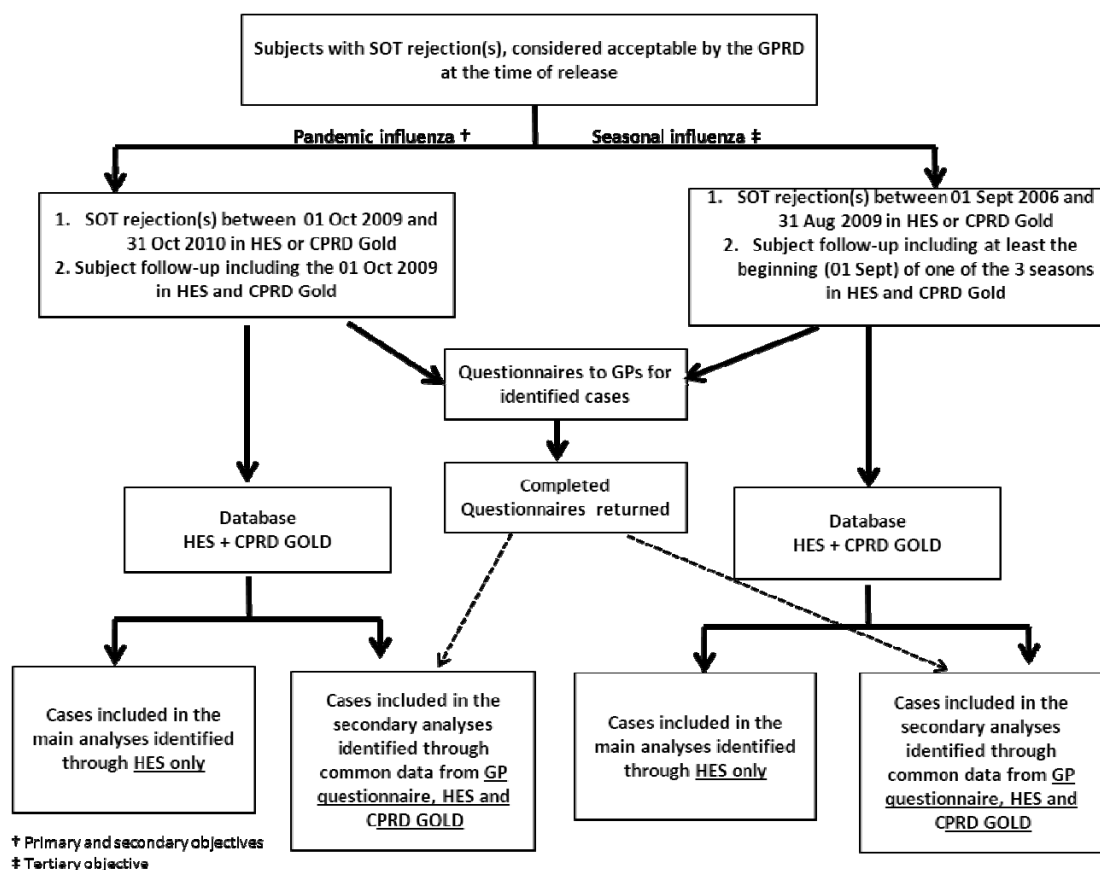 Subjects with SOT rejection(s), considered acceptable by the GPRD
at the time of release
Pandemic influenza †
Seasonal influenza ‡
1. SOT rejection(s) between 01 Oct 2009 and
31 Oct 2010 in HES or CPRD Gold
2. Subject follow-up including the 01 Oct 2009
in HES and CPRD Gold
1. SOT rejection(s) between 01 Sept 2006 and
31 Aug 2009 in HES or CPRD Gold
2. Subject follow-up including at least the
beginning (01 Sept) of one of the 3 seasons
in HES and CPRD Gold
Questionnaires to GPs for
identified cases
Completed
Questionnaires returned
Database
HES + CPRD GOLD
Database
HES + CPRD GOLD
Cases included in the
main analyses identified
through HES only
Cases included in the
secondary analyses
identified through
common data from GP
questionnaire, HES and
CPRD GOLD
Cases included in the
main analyses identified
through HES only
Cases included in the
secondary analyses
identified through
common data from GP
questionnaire, HES and
CPRD GOLD
† Primary and secondary objectives
‡ Tertiary objective